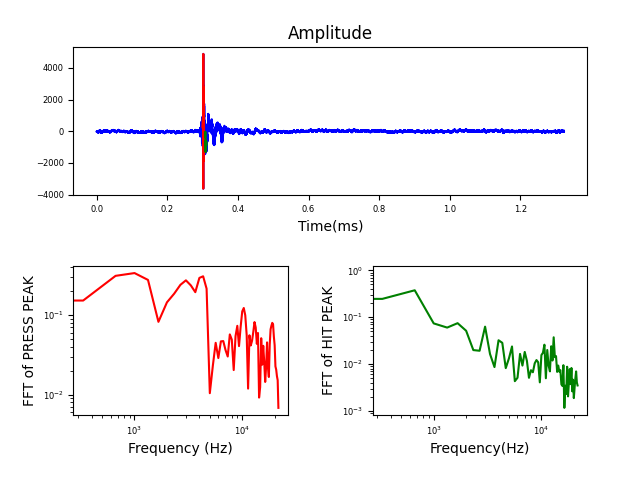 Amplitude
4000
2000
0
−2000
−4000
0.0 0.2 0.4 0.6 0.8 1.0 1.2
Time(ms)
FFT of PRESS PEAK
10⁻¹
10⁻²
10³ 10⁴
Frequency (Hz)
FFT of HIT PEAK
10⁰
10⁻¹
10⁻²
10⁻³
10³ 10⁴
Frequency(Hz)